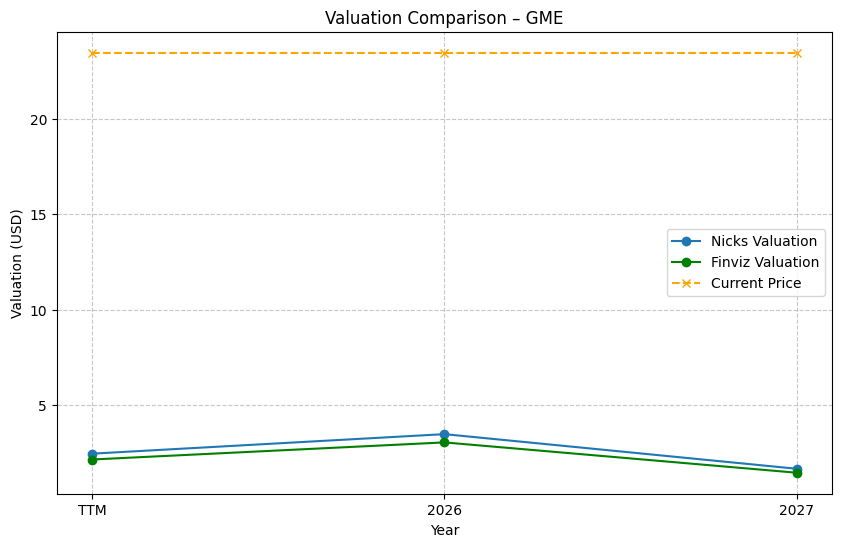 Valuation Comparison – GME
Valuation (USD)
20
15
10
5
Nicks Valuation
Finviz Valuation
Current Price
TTM
2026
2027
Year